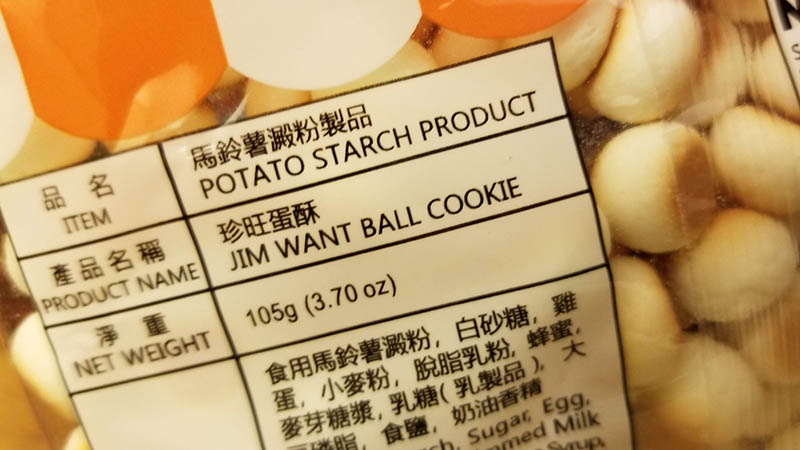 品名
ITEM
馬鈴薯澱粉製品
POTATO STARCH PRODUCT
產品名稱
PRODUCT NAME
珍旺蛋酥
JIM WANT BALL COOKIE
淨重
NET WEIGHT
105g (3.70 oz)
食用馬鈴薯澱粉, 白砂糖, 雞
蛋, 小麥粉, 脫脂乳粉, 蜂蜜,
麥芽糖漿, 乳糖(乳製品), 大
磷脂, 食鹽, 奶油香精
Sugar, Egg,
Milk
Syrup,